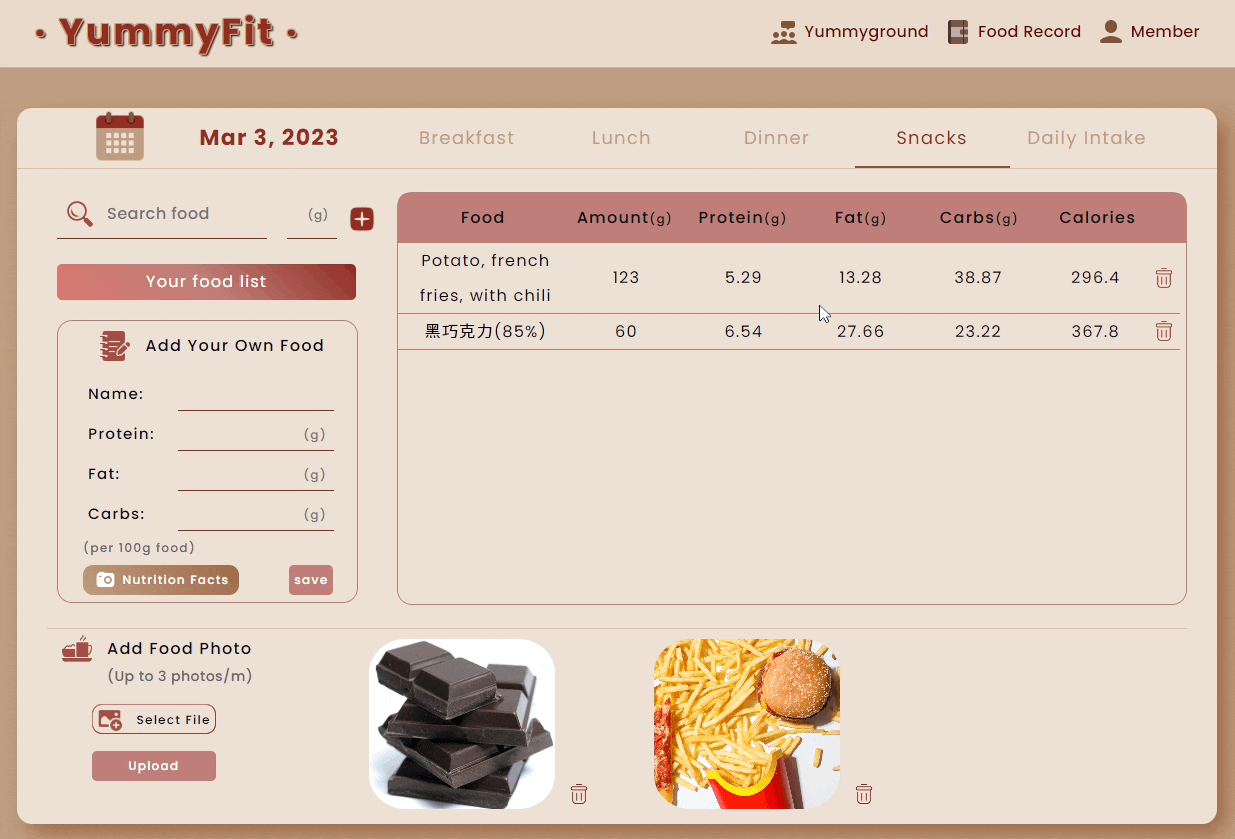 • YummyFit •
Yummyground
Food Record
Member
Mar 3, 2023
Breakfast
Lunch
Dinner
Snacks
Daily Intake
Search food
(g)
Your food list
Add Your Own Food
Name:
Protein:
(g)
Fat:
(g)
Carbs:
(g)
(per 100g food)
Nutrition Facts
save
Food Amount(g) Protein(g) Fat(g) Carbs(g) Calories
Potato, french
fries, with chili
123 5.29 13.28 38.87 296.4
黑巧克力(85%) 60 6.54 27.66 23.22 367.8
Add Food Photo
(Up to 3 photos/m)
Select File
Upload